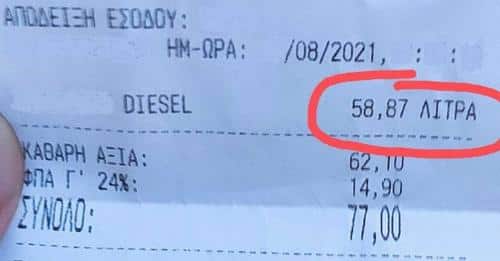 ΑΠΟΔΕΙΞΗ ΕΣΟΔΟΥ:
ΗΜ-ΩΡΑ: /08/2021, : :
DIESEL 58,87 ΛΙΤΡΑ
ΚΑΘΑΡΗ ΑΞΙΑ: 62,10
ΦΠΑ Γ' 24%: 14,90
ΣΥΝΟΛΟ: 77,00